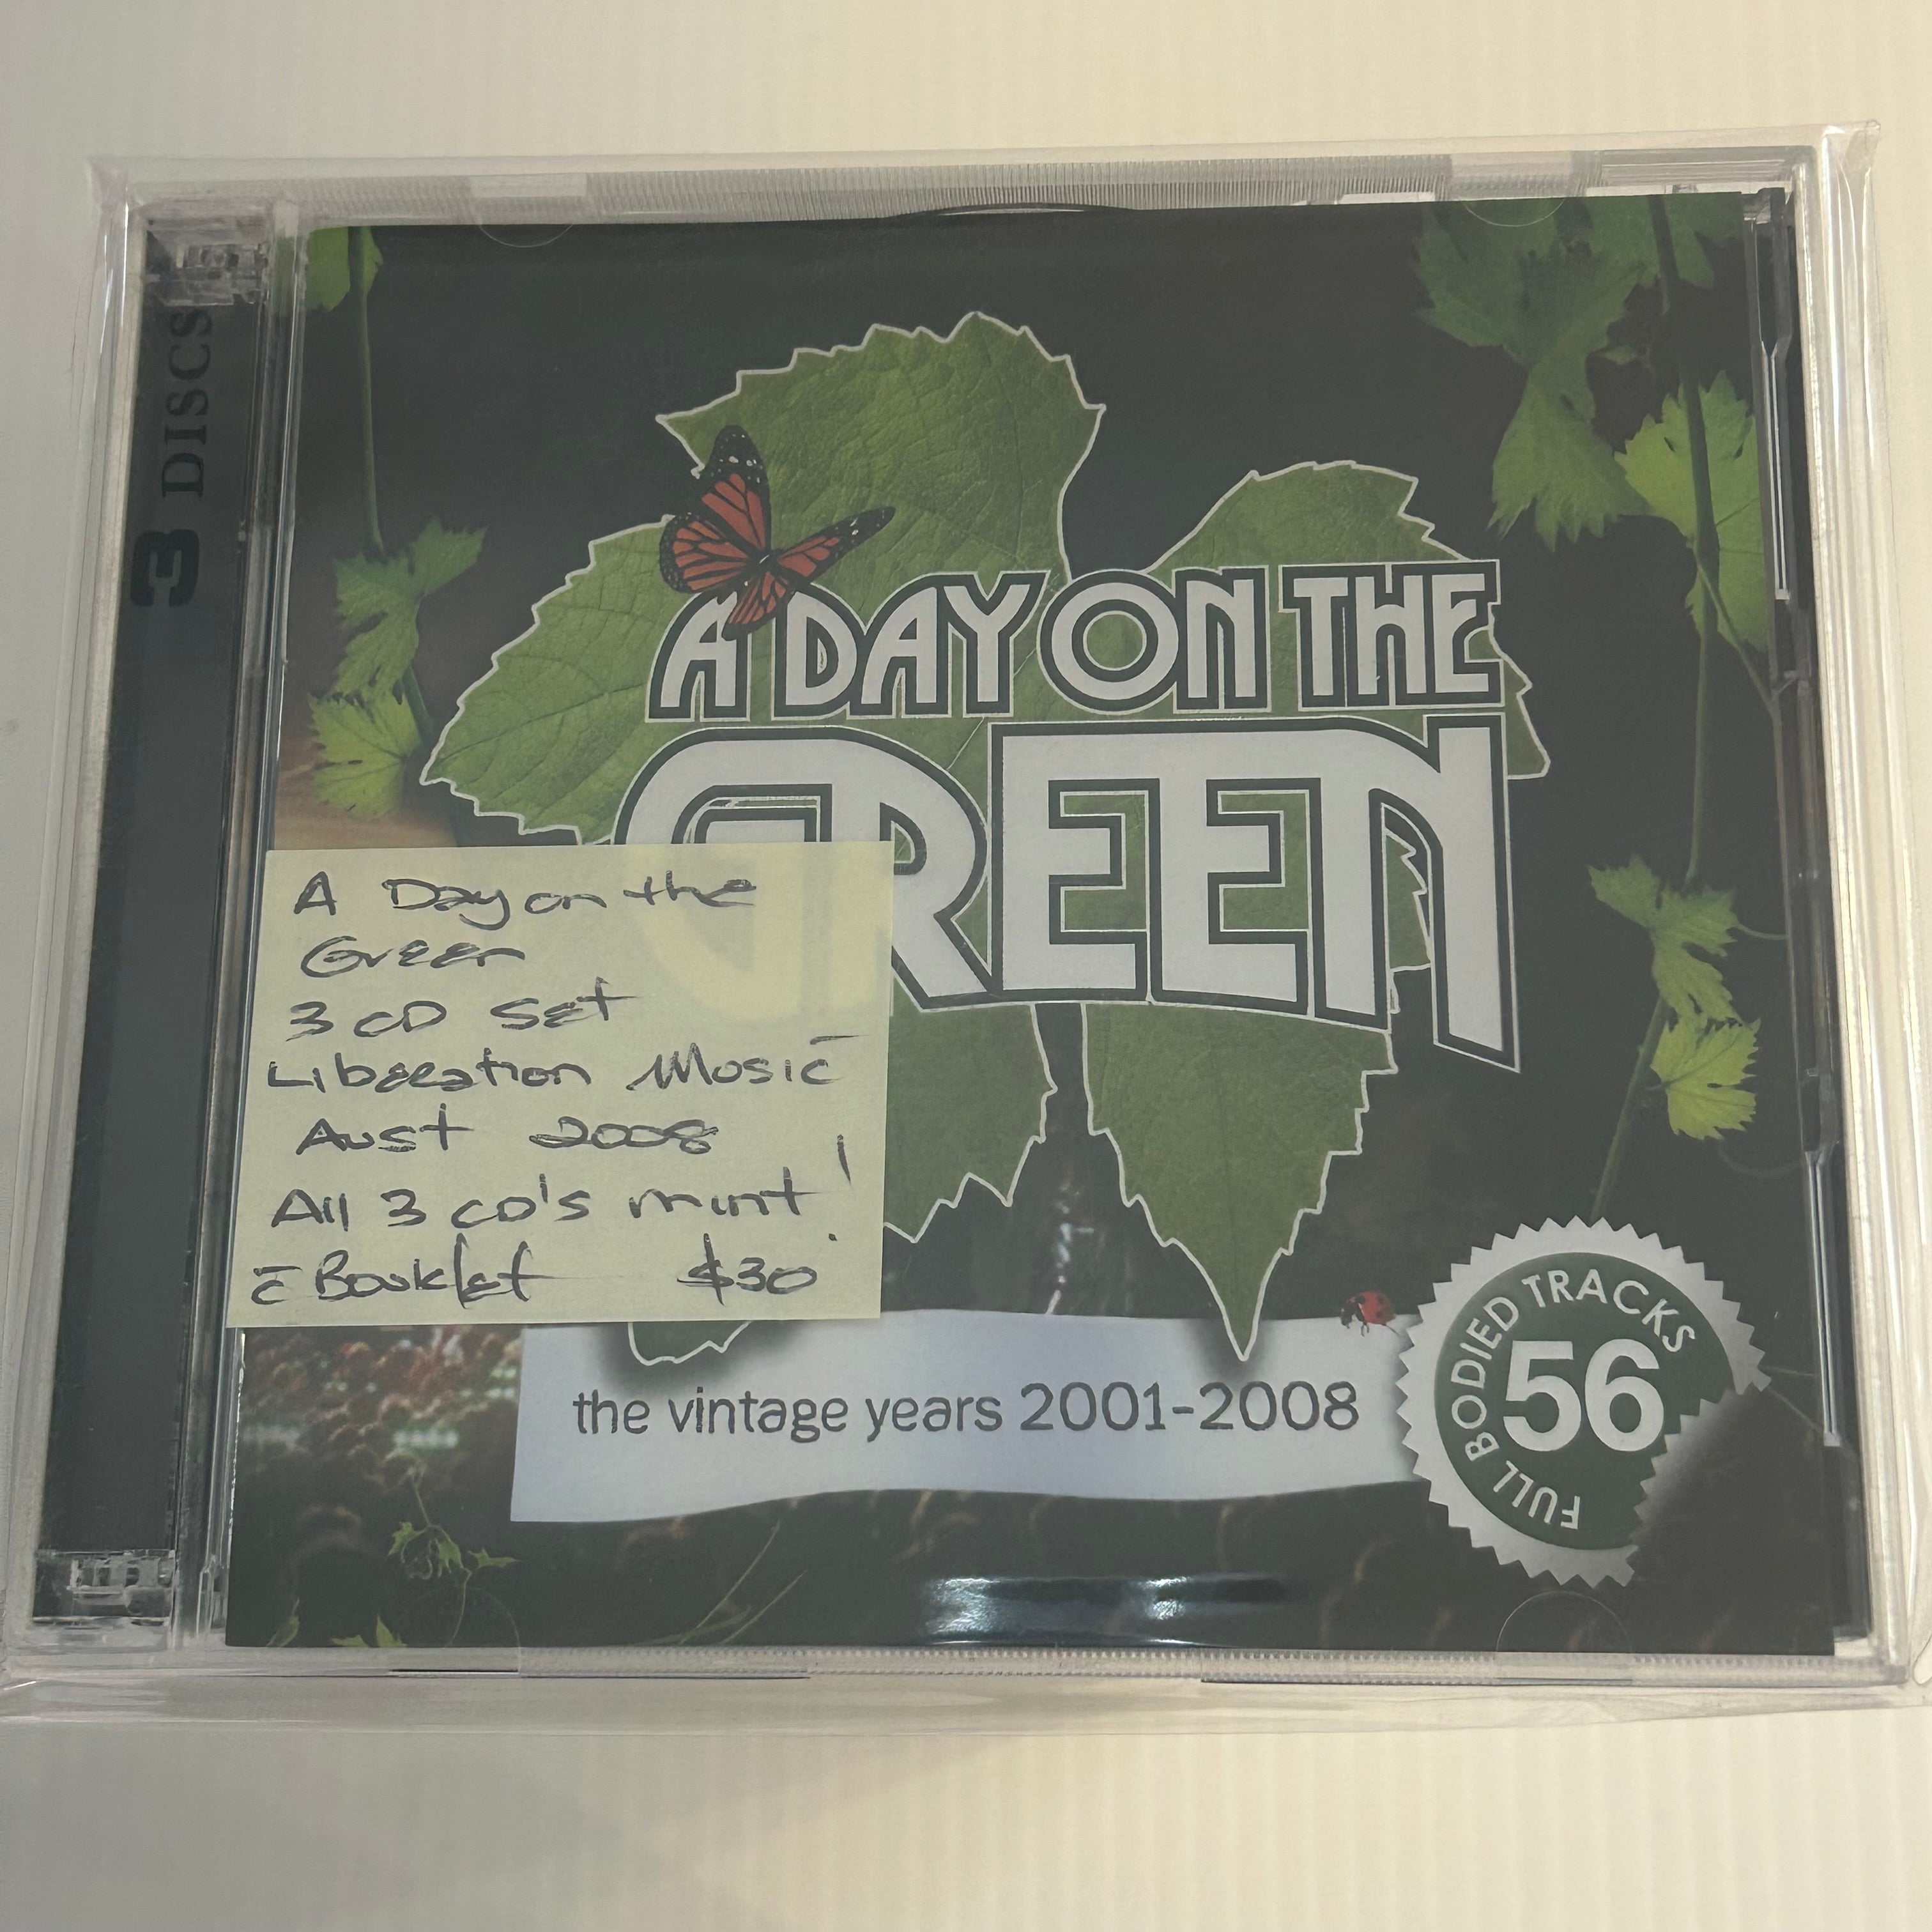 3 DISCS
A DAY ON THE
GREEN
A Day on the
Green
3 CD Set
Liberation Music
Aust 2008
All 3 CD's mint!
c̄ Booklet $30
the vintage years 2001-2008
FULL BODIED TRACKS
56